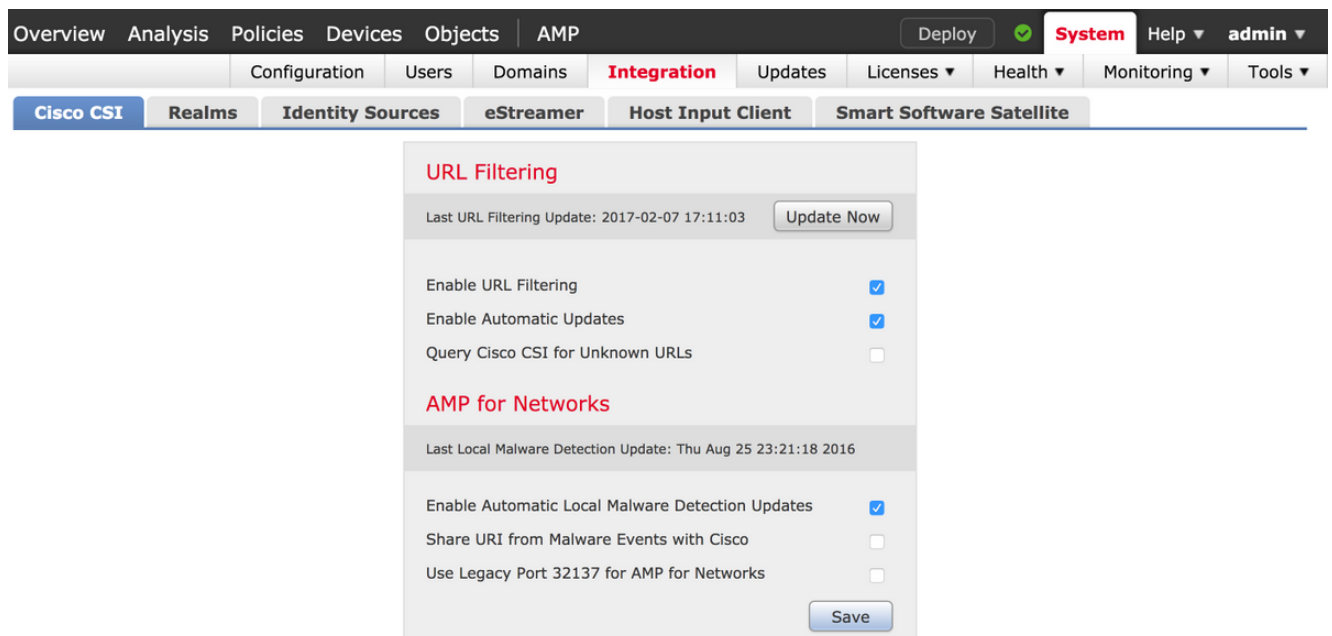 Overview Analysis Policies Devices Objects AMP Deploy System Help ▼ admin ▼
Configuration Users Domains Integration Updates Licenses ▼ Health ▼ Monitoring ▼ Tools ▼
Cisco CSI Realms Identity Sources eStreamer Host Input Client Smart Software Satellite
URL Filtering
Last URL Filtering Update: 2017-02-07 17:11:03 Update Now
Enable URL Filtering
Enable Automatic Updates
Query Cisco CSI for Unknown URLs
AMP for Networks
Last Local Malware Detection Update: Thu Aug 25 23:21:18 2016
Enable Automatic Local Malware Detection Updates
Share URI from Malware Events with Cisco
Use Legacy Port 32137 for AMP for Networks
Save